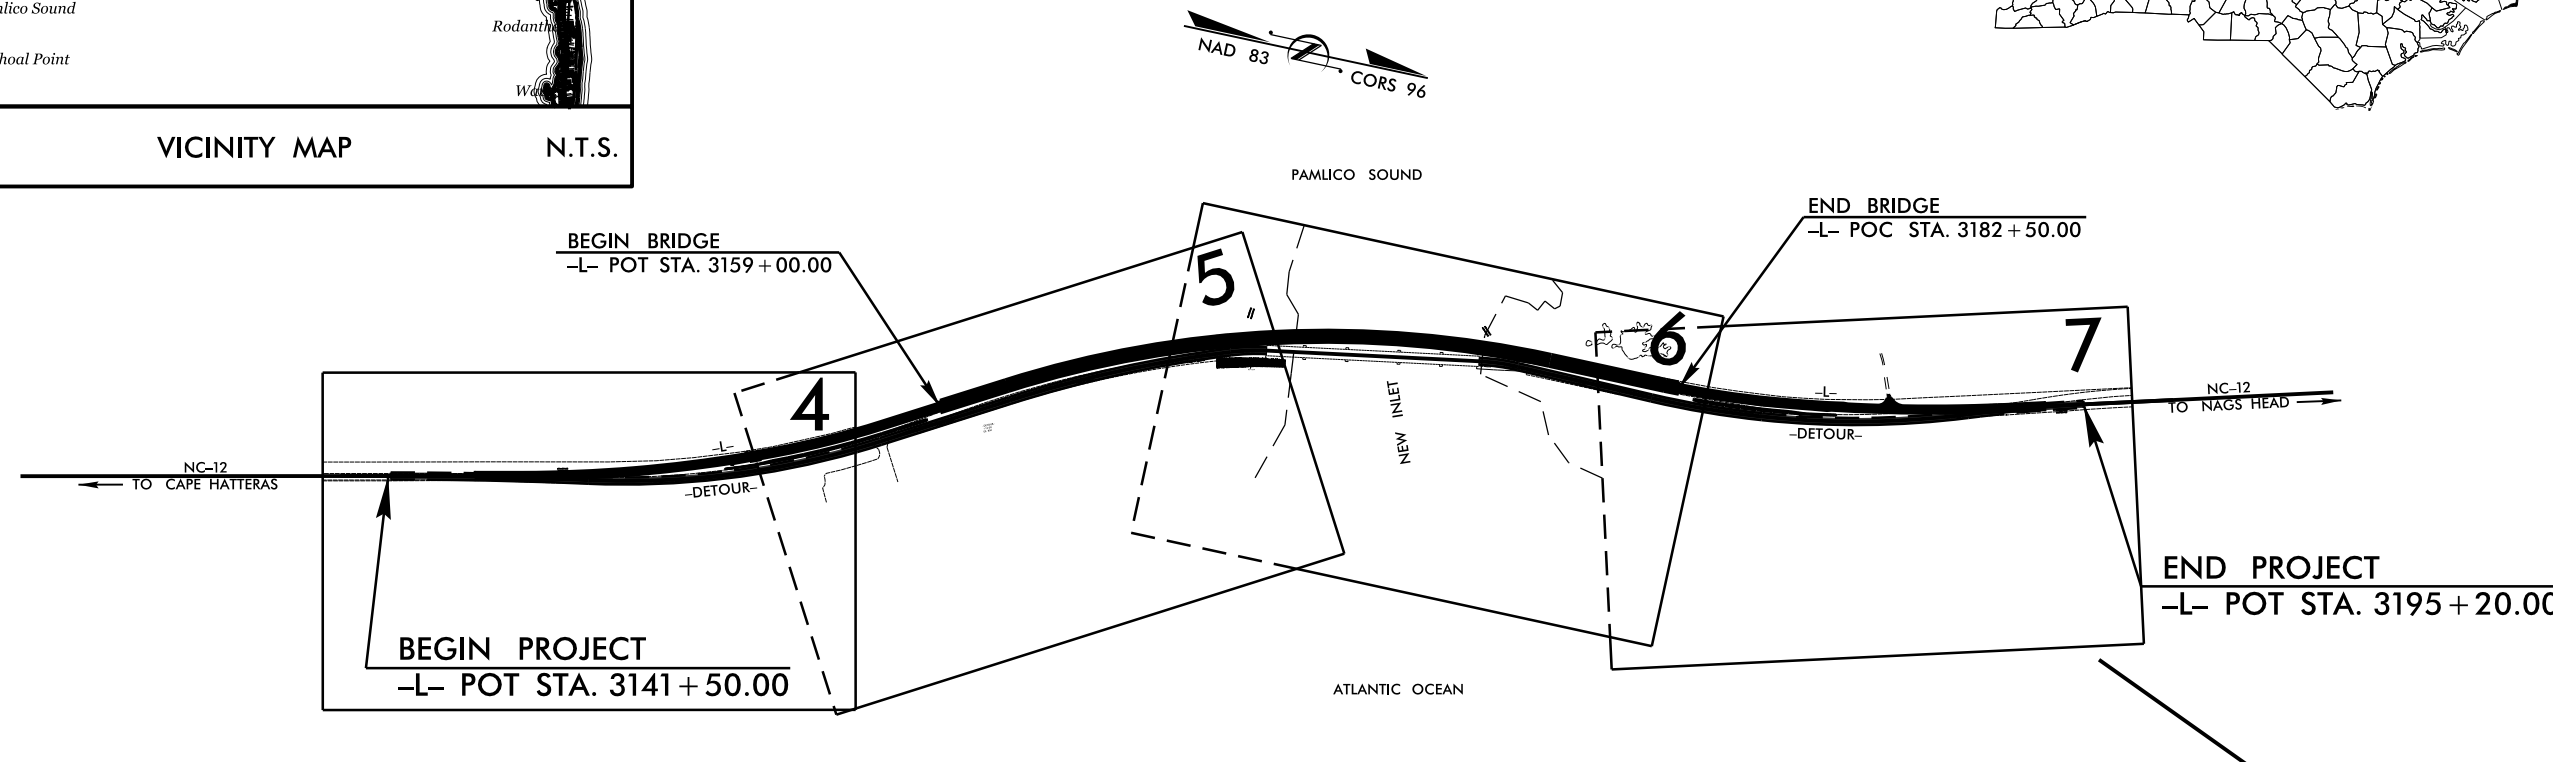 Rodanth
hoal Point
VICINITY MAP N.T.S.
NAD 83
CORS 96
PAMLICO SOUND
BEGIN BRIDGE
–L– POT STA. 3159+00.00
END BRIDGE
–L– POC STA. 3182+50.00
4
5
6
7
NC–12
TO CAPE HATTERAS
–L–
–DETOUR–
NEW INLET
–L–
–DETOUR–
NC–12
TO NAGS HEAD
BEGIN PROJECT
–L– POT STA. 3141+50.00
END PROJECT
–L– POT STA. 3195+20.00
ATLANTIC OCEAN
lico Sound